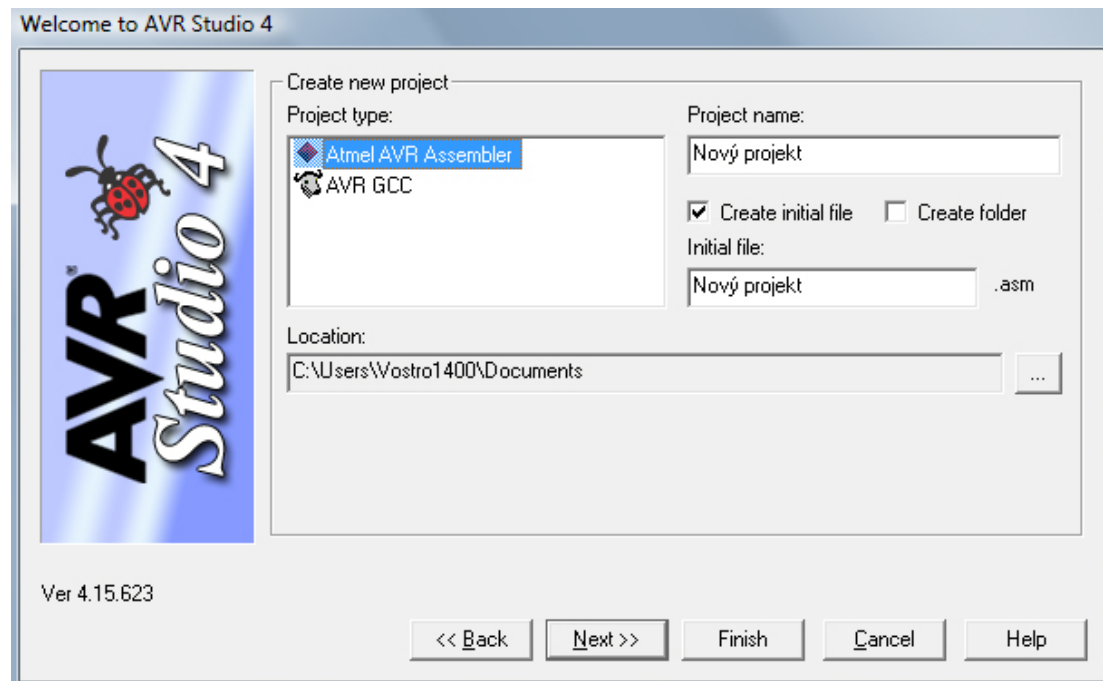 Welcome to AVR Studio 4
AVR®
Studio 4
Create new project
Project type:
Atmel AVR Assembler
AVR GCC
Project name:
Nový projekt
Create initial file
Create folder
Initial file:
Nový projekt
.asm
Location:
C:\Users\Vostro1400\Documents
...
Ver 4.15.623
<< Back
Next >>
Finish
Cancel
Help